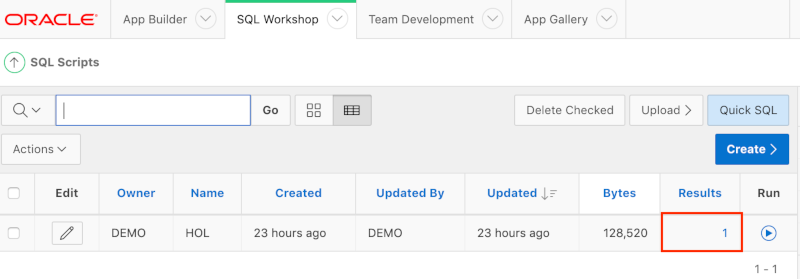 ORACLE App Builder SQL Workshop Team Development App Gallery
SQL Scripts
Go Delete Checked Upload Quick SQL
Actions Create
Edit Owner Name Created Updated By Updated Bytes Results Run
DEMO HOL 23 hours ago DEMO 23 hours ago 128,520 1
1 - 1